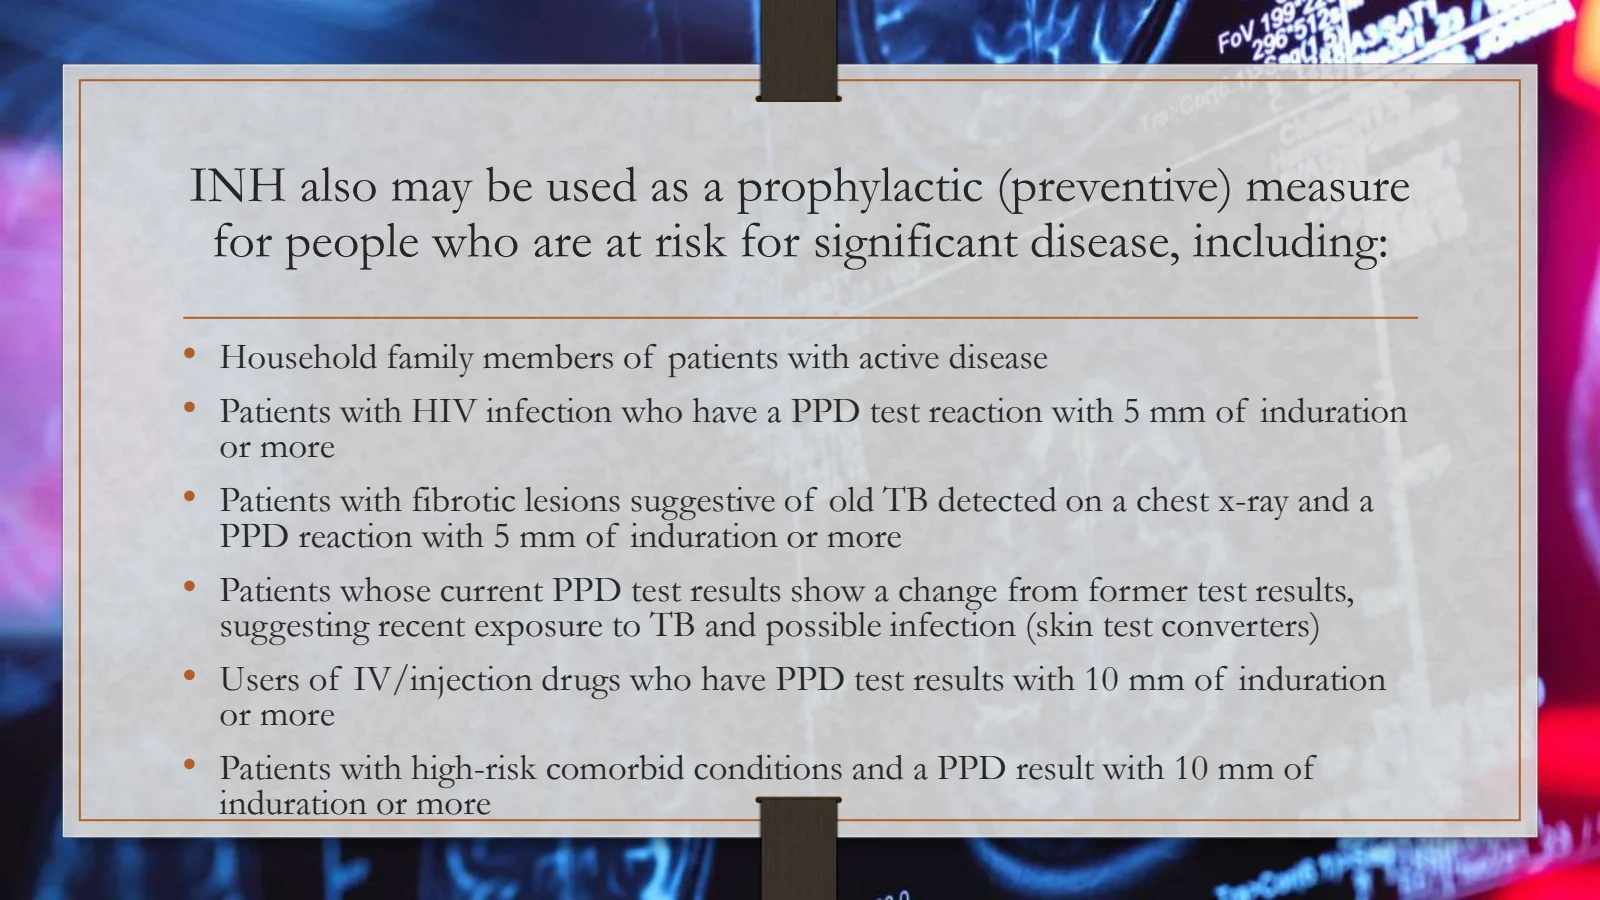 FoV 199
296*512s
INH also may be used as a prophylactic (preventive) measure
for people who are at risk for significant disease, including:
• Household family members of patients with active disease
• Patients with HIV infection who have a PPD test reaction with 5 mm of induration
or more
• Patients with fibrotic lesions suggestive of old TB detected on a chest x-ray and a
PPD reaction with 5 mm of induration or more
• Patients whose current PPD test results show a change from former test results,
suggesting recent exposure to TB and possible infection (skin test converters)
• Users of IV/injection drugs who have PPD test results with 10 mm of induration
or more
• Patients with high-risk comorbid conditions and a PPD result with 10 mm of
induration or more